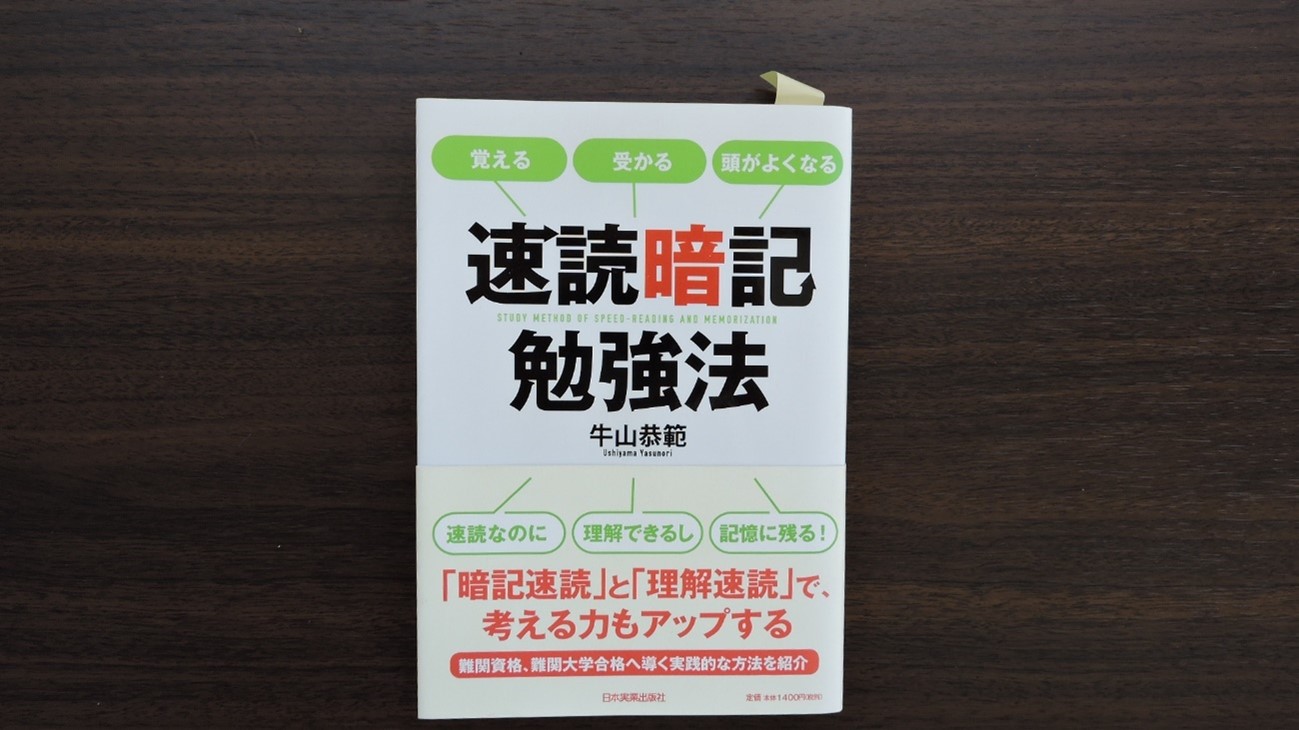 覚える 受かる 頭がよくなる
速読暗記
STUDY METHOD OF SPEED-READING AND MEMORIZATION
勉強法
牛山恭範
Ushiyama Yasunori
速読なのに 理解できるし 記憶に残る!
「暗記速読」と「理解速読」で、
考える力もアップする
難関資格、難関大学合格へ導く実践的な方法を紹介
日本実業出版社 定価 本体1400円(税別)